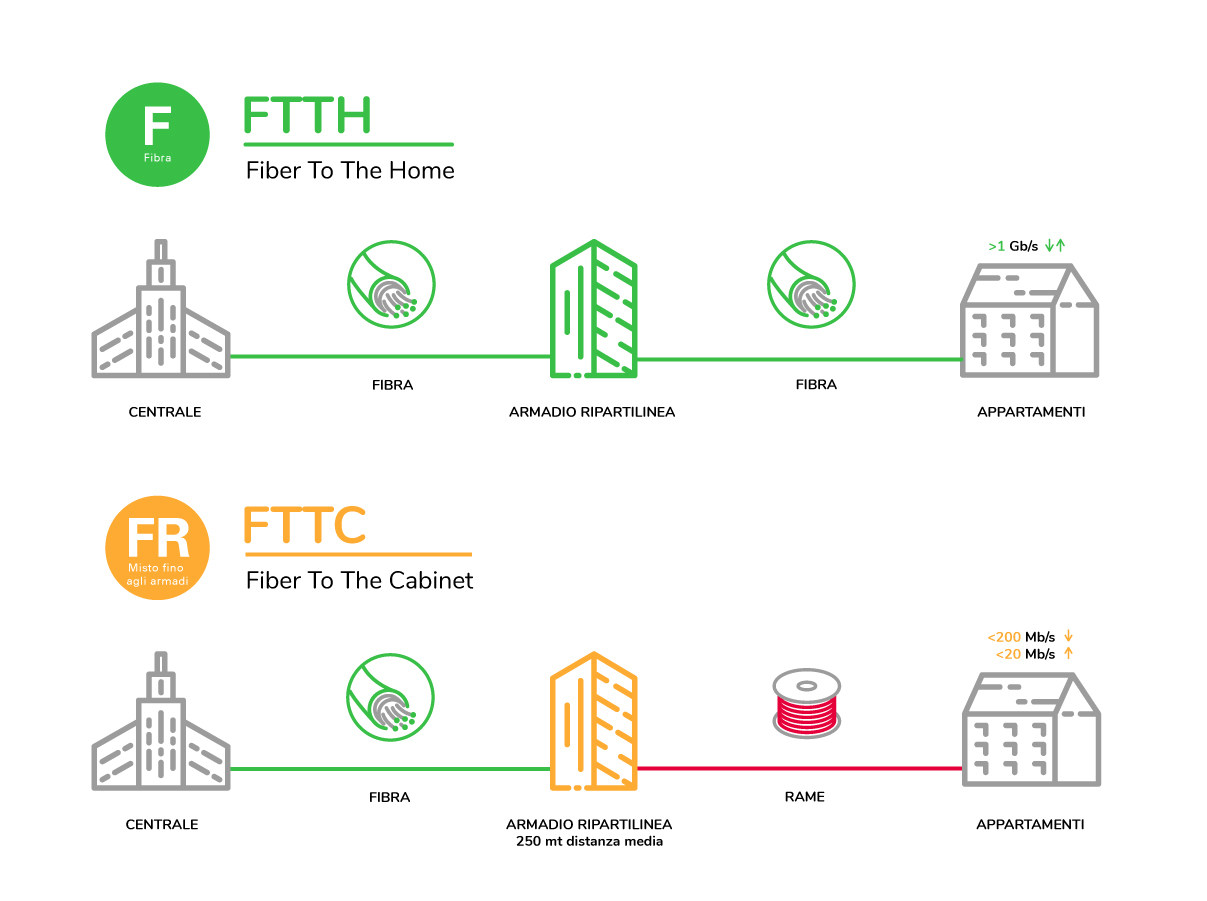 F
Fibra
FTTH
Fiber To The Home
>1 Gb/s
FIBRA
FIBRA
CENTRALE
ARMADIO RIPARTILINEA
APPARTAMENTI
FR
Misto fino
agli armadi
FTTC
Fiber To The Cabinet
<200 Mb/s
<20 Mb/s
FIBRA
RAME
CENTRALE
ARMADIO RIPARTILINEA
250 mt distanza media
APPARTAMENTI